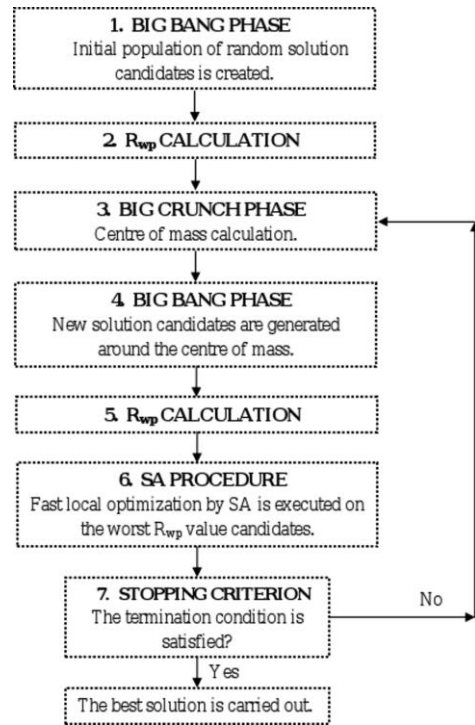 1. BIG BANG PHASE
Initial population of random solution
candidates is created.
2. Rwp CALCULATION
3. BIG CRUNCH PHASE
Centre of mass calculation.
4. BIG BANG PHASE
New solution candidates are generated
around the centre of mass.
5. Rwp CALCULATION
6. SA PROCEDURE
Fast local optimization by SA is executed on
the worst Rwp value candidates.
7. STOPPING CRITERION
The termination condition is
satisfied?
No
Yes
The best solution is carried out.